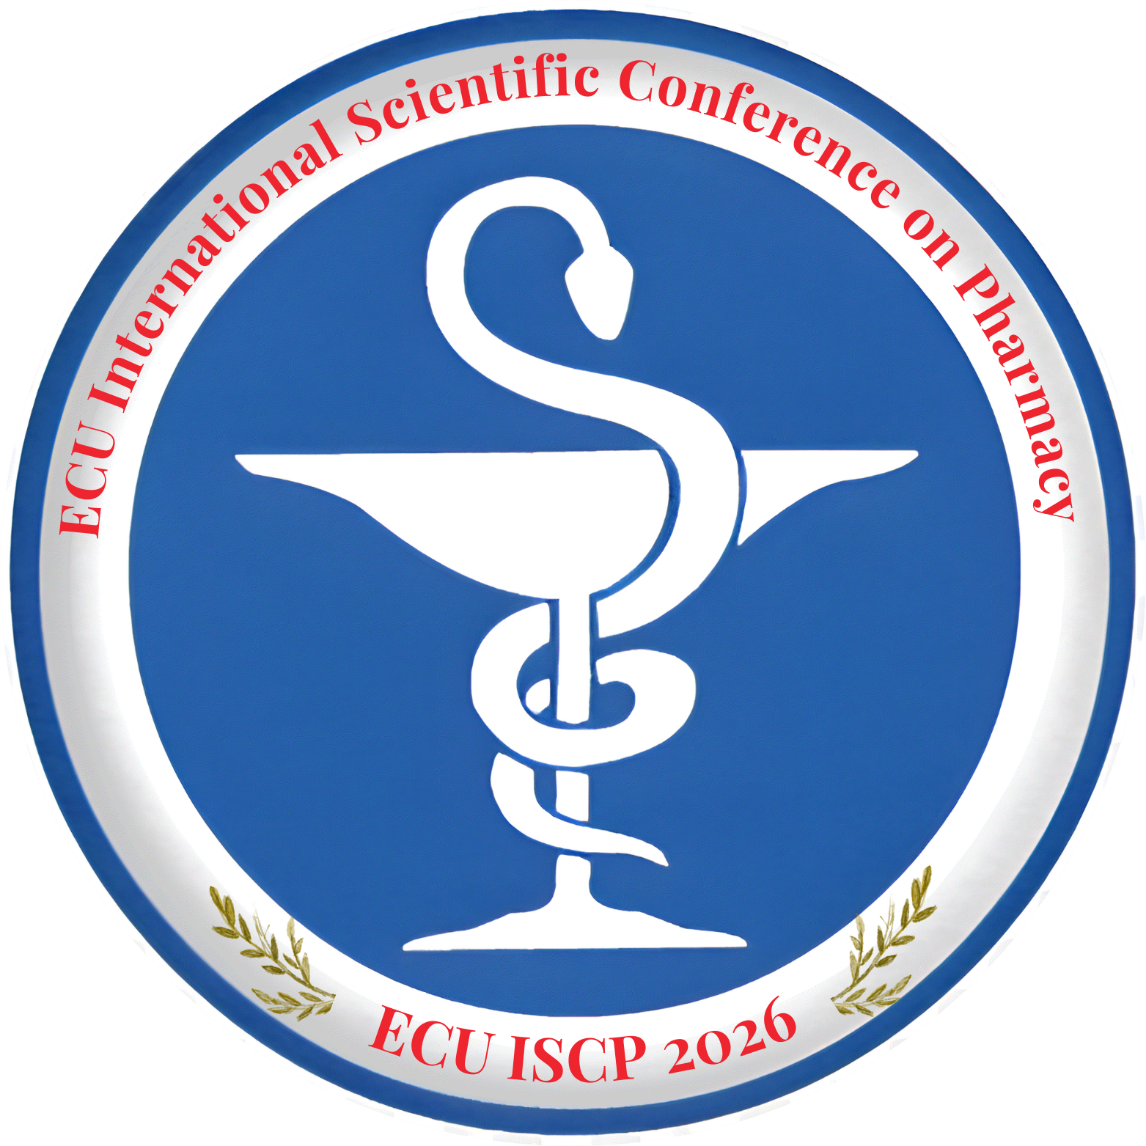 ECU International Scientific Conference on Pharmacy
ECU ISCP 2026